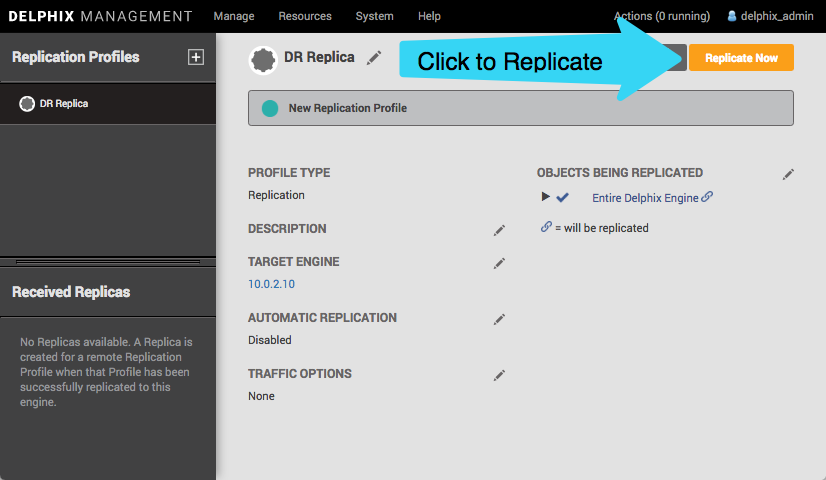 DELPHIX MANAGEMENT Manage Resources System Help Actions (0 running) delphix_admin
Replication Profiles
DR Replica
Received Replicas
No Replicas available. A Replica is
created for a remote Replication
Profile when that Profile has been
successfully replicated to this
engine.
DR Replica
Click to Replicate
Replicate Now
New Replication Profile
PROFILE TYPE
Replication
DESCRIPTION
TARGET ENGINE
10.0.2.10
AUTOMATIC REPLICATION
Disabled
TRAFFIC OPTIONS
None
OBJECTS BEING REPLICATED
Entire Delphix Engine
= will be replicated